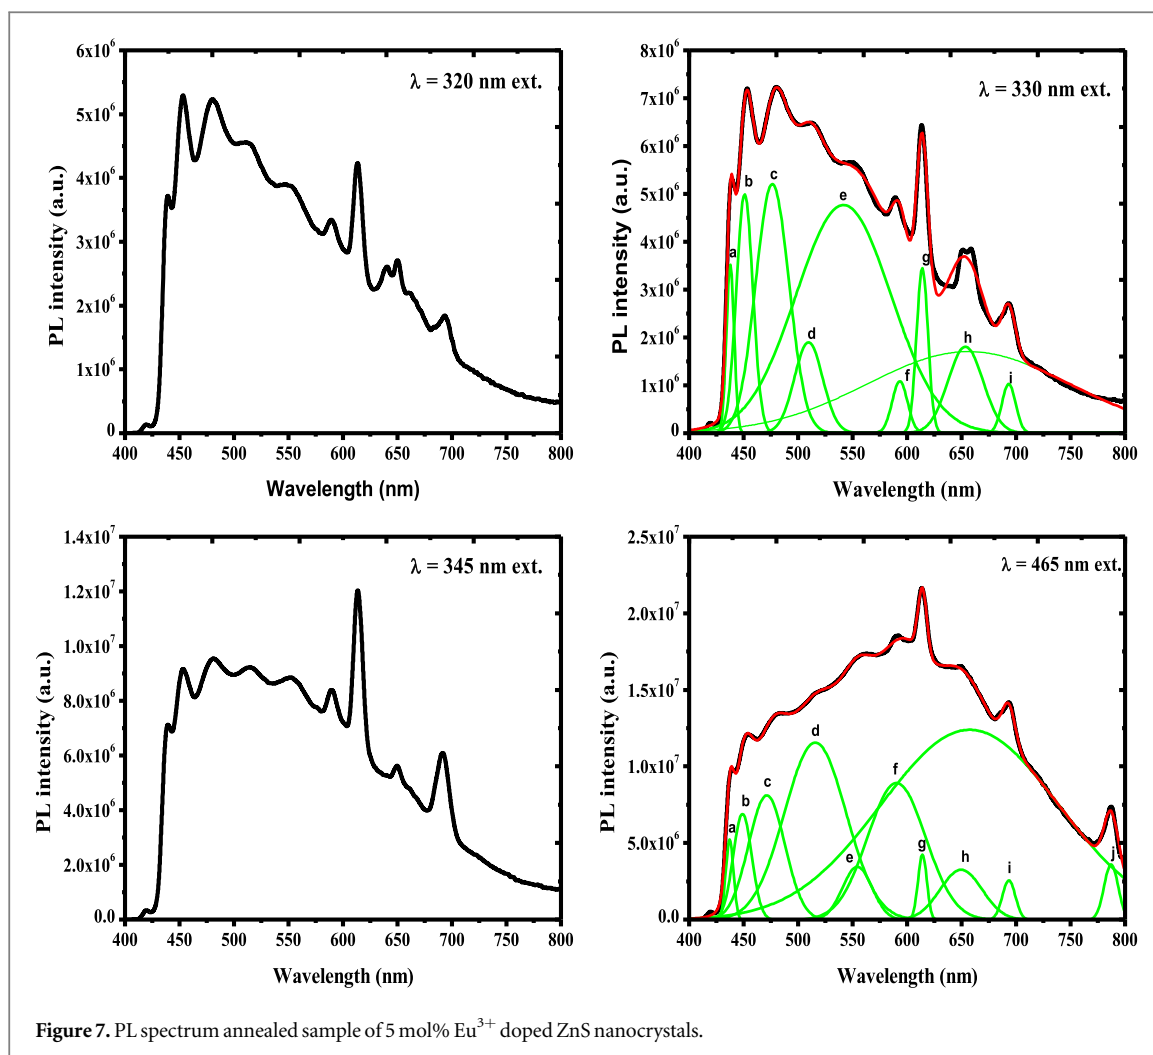 λ = 320 nm ext.
6x10⁶
5x10⁶
4x10⁶
3x10⁶
2x10⁶
1x10⁶
0
PL intensity (a.u.)
400 450 500 550 600 650 700 750 800
Wavelength (nm)
λ = 330 nm ext.
8x10⁶
7x10⁶
6x10⁶
5x10⁶
4x10⁶
3x10⁶
2x10⁶
1x10⁶
0
PL intensity (a.u.)
a b c d e f g h i
400 450 500 550 600 650 700 750 800
Wavelength (nm)
λ = 345 nm ext.
1.4x10⁷
1.2x10⁷
1.0x10⁷
8.0x10⁶
6.0x10⁶
4.0x10⁶
2.0x10⁶
0.0
PL intensity (a.u.)
400 450 500 550 600 650 700 750 800
Wavelength (nm)
λ = 465 nm ext.
2.5x10⁷
2.0x10⁷
1.5x10⁷
1.0x10⁷
5.0x10⁶
0.0
PL intensity (a.u.)
a b c d e f g h i j
400 450 500 550 600 650 700 750 800
Wavelength (nm)
Figure 7. PL spectrum annealed sample of 5 mol% Eu³⁺ doped ZnS nanocrystals.